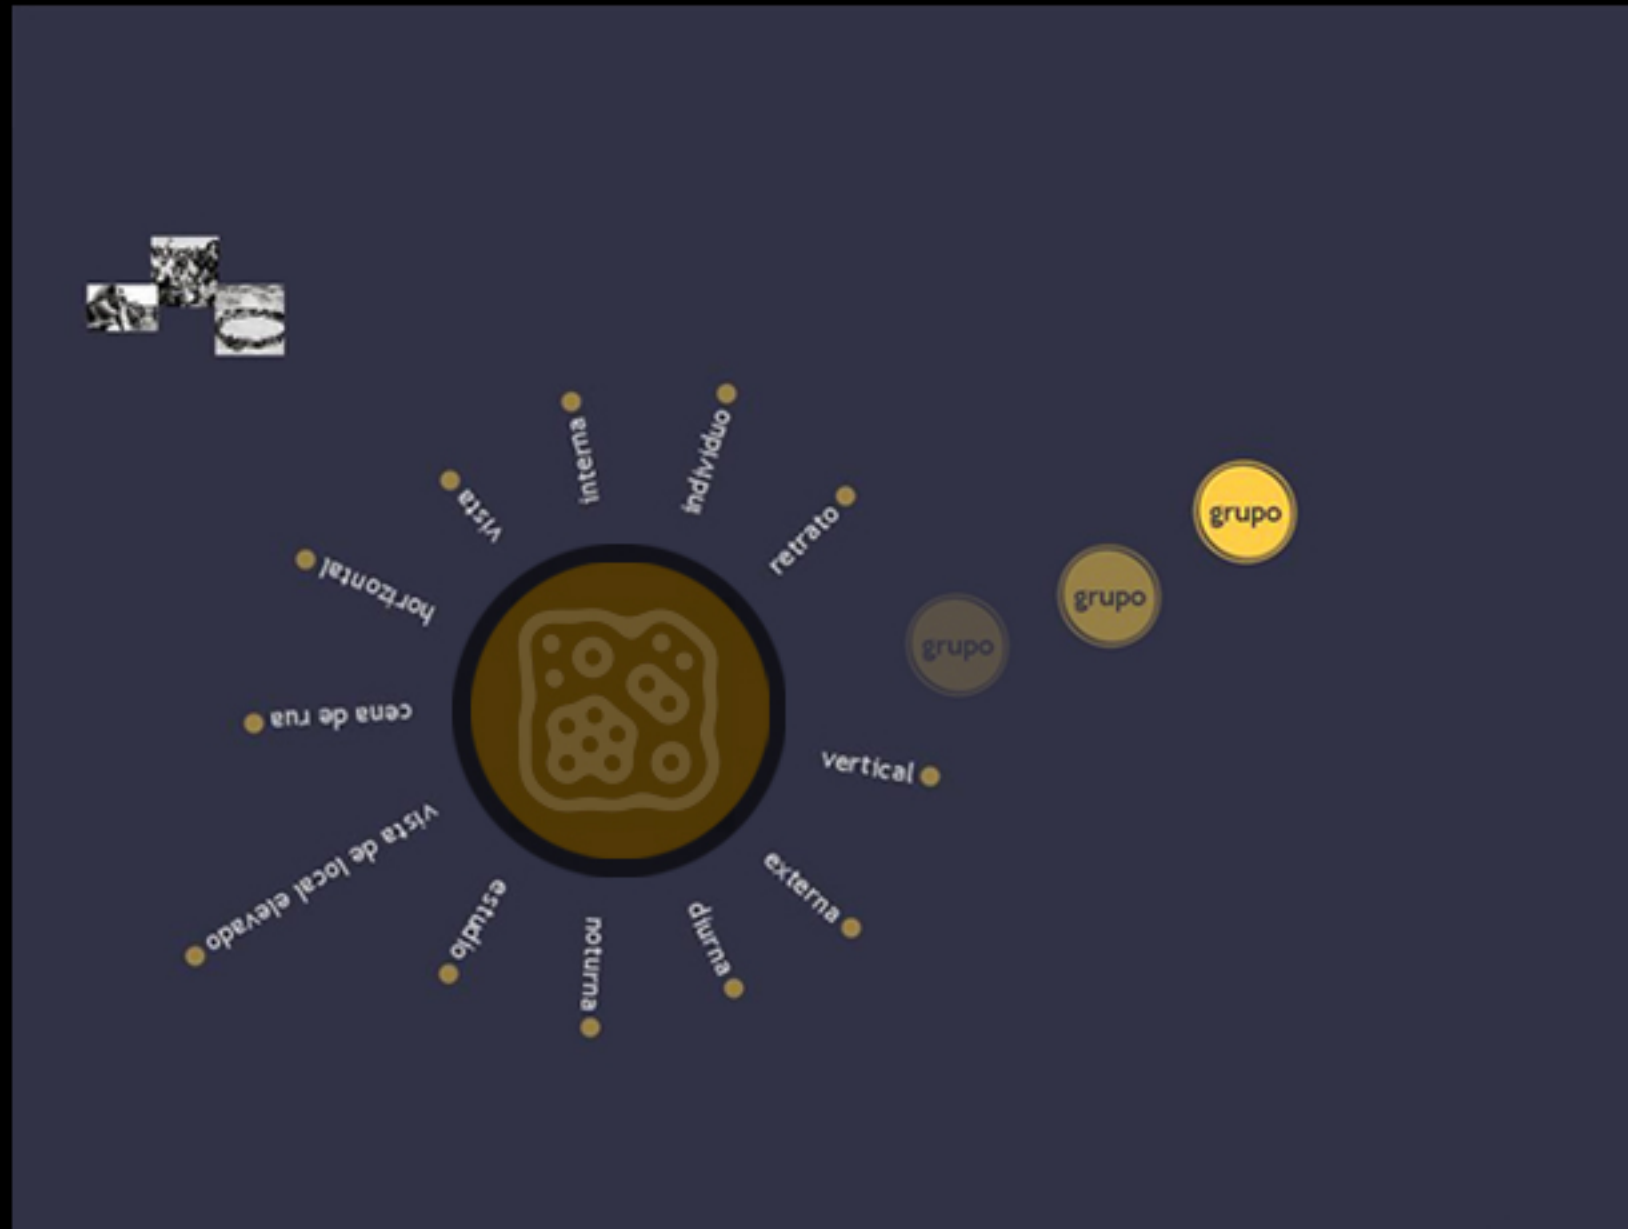 interna
indivíduo
vista
retrato
horizontal
grupo
grupo
grupo
cena de rua
vertical
vista de local elevado
externa
estúdio
diurna
noturna